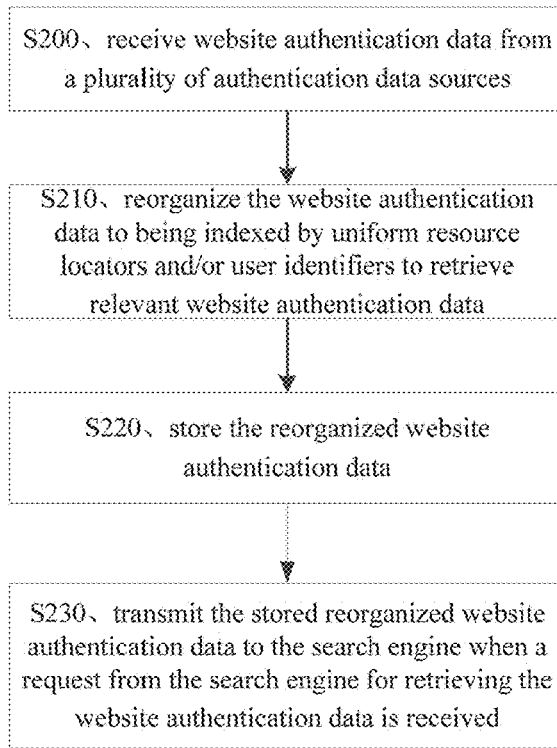 S200、receive website authentication data from
a plurality of authentication data sources
S210、reorganize the website authentication
data to being indexed by uniform resource
locators and/or user identifiers to retrieve
relevant website authentication data
S220、store the reorganized website
authentication data
S230、transmit the stored reorganized website
authentication data to the search engine when a
request from the search engine for retrieving the
website authentication data is received